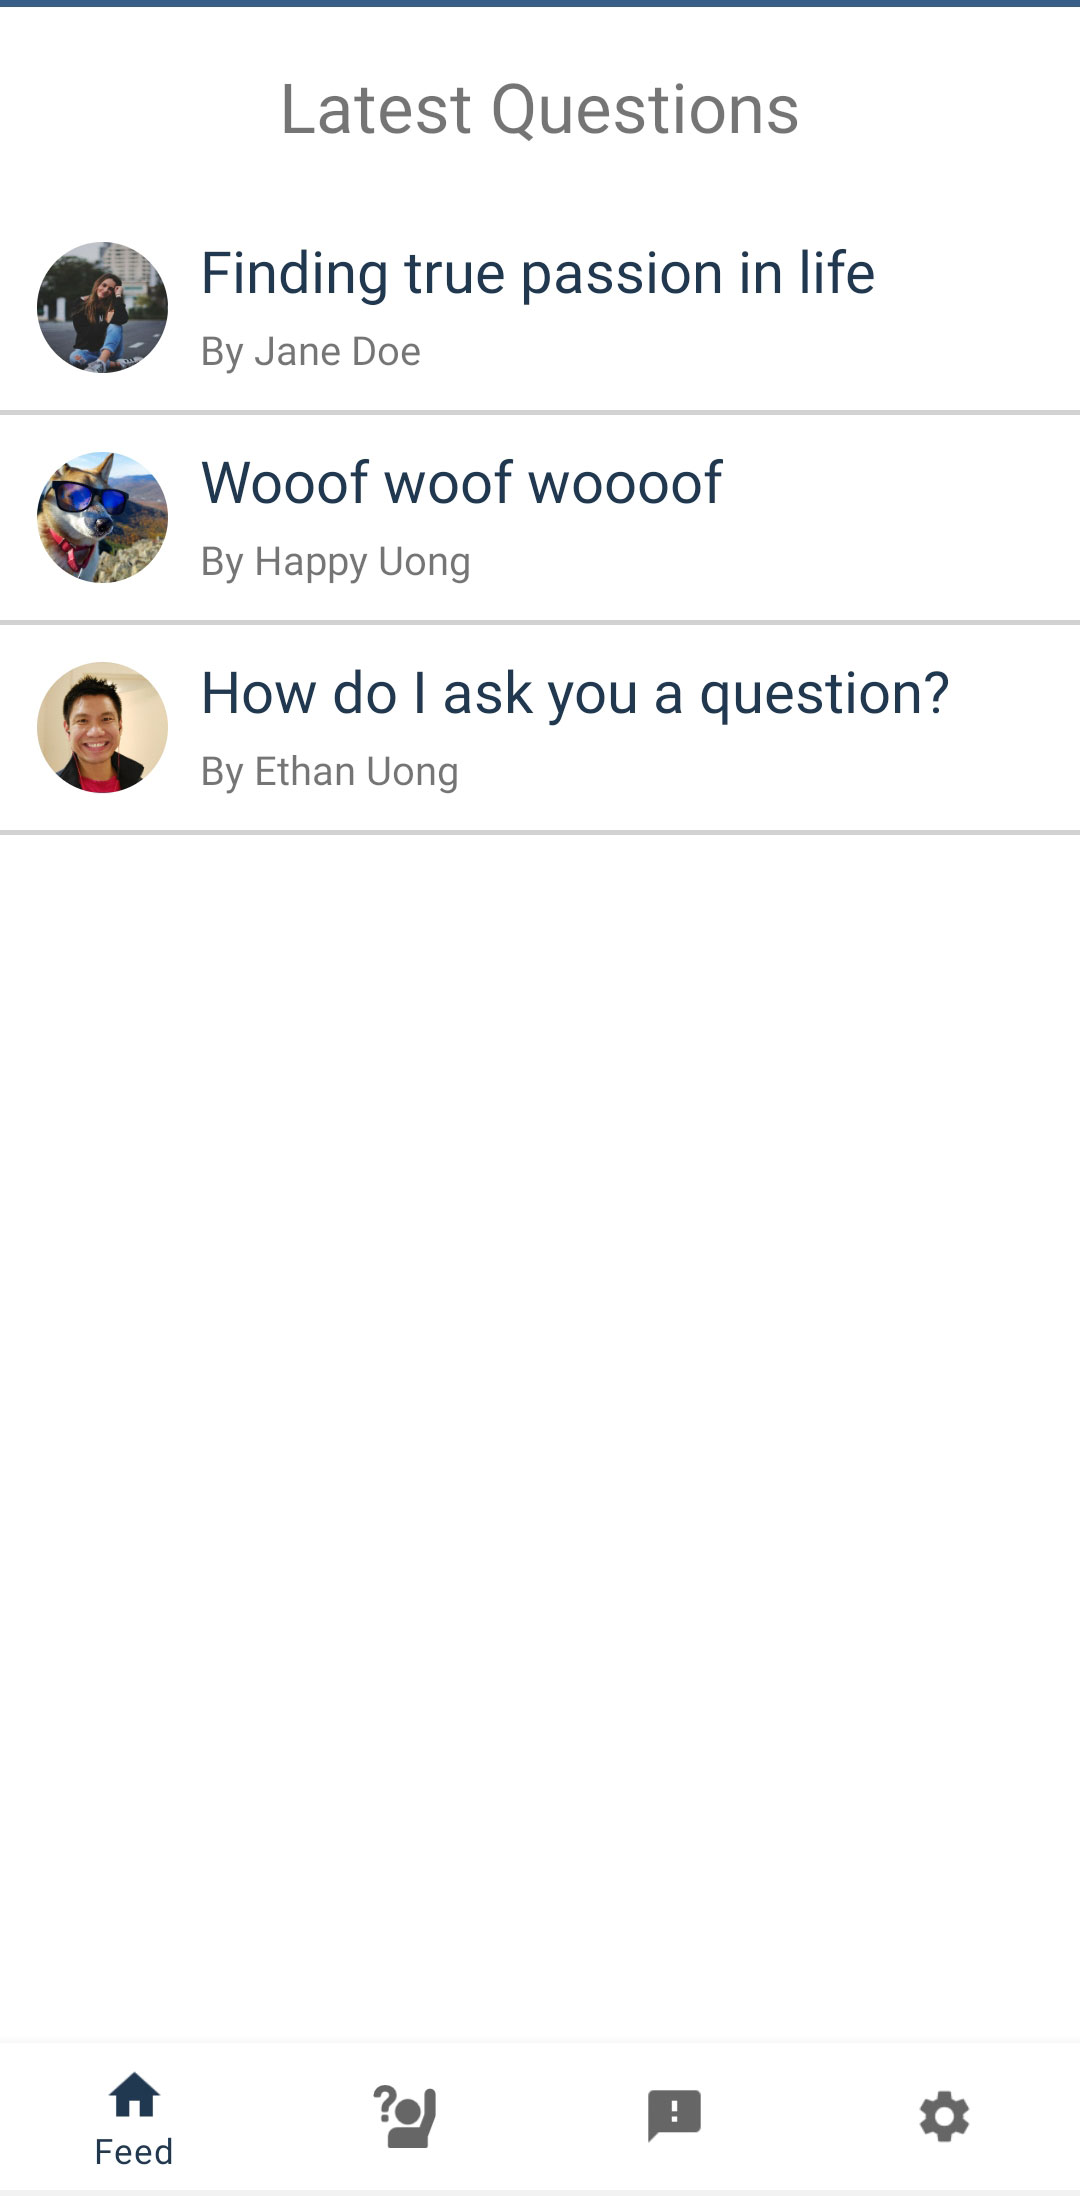 Latest Questions
Finding true passion in life
By Jane Doe
Wooof woof woooof
By Happy Uong
How do I ask you a question?
By Ethan Uong
Feed